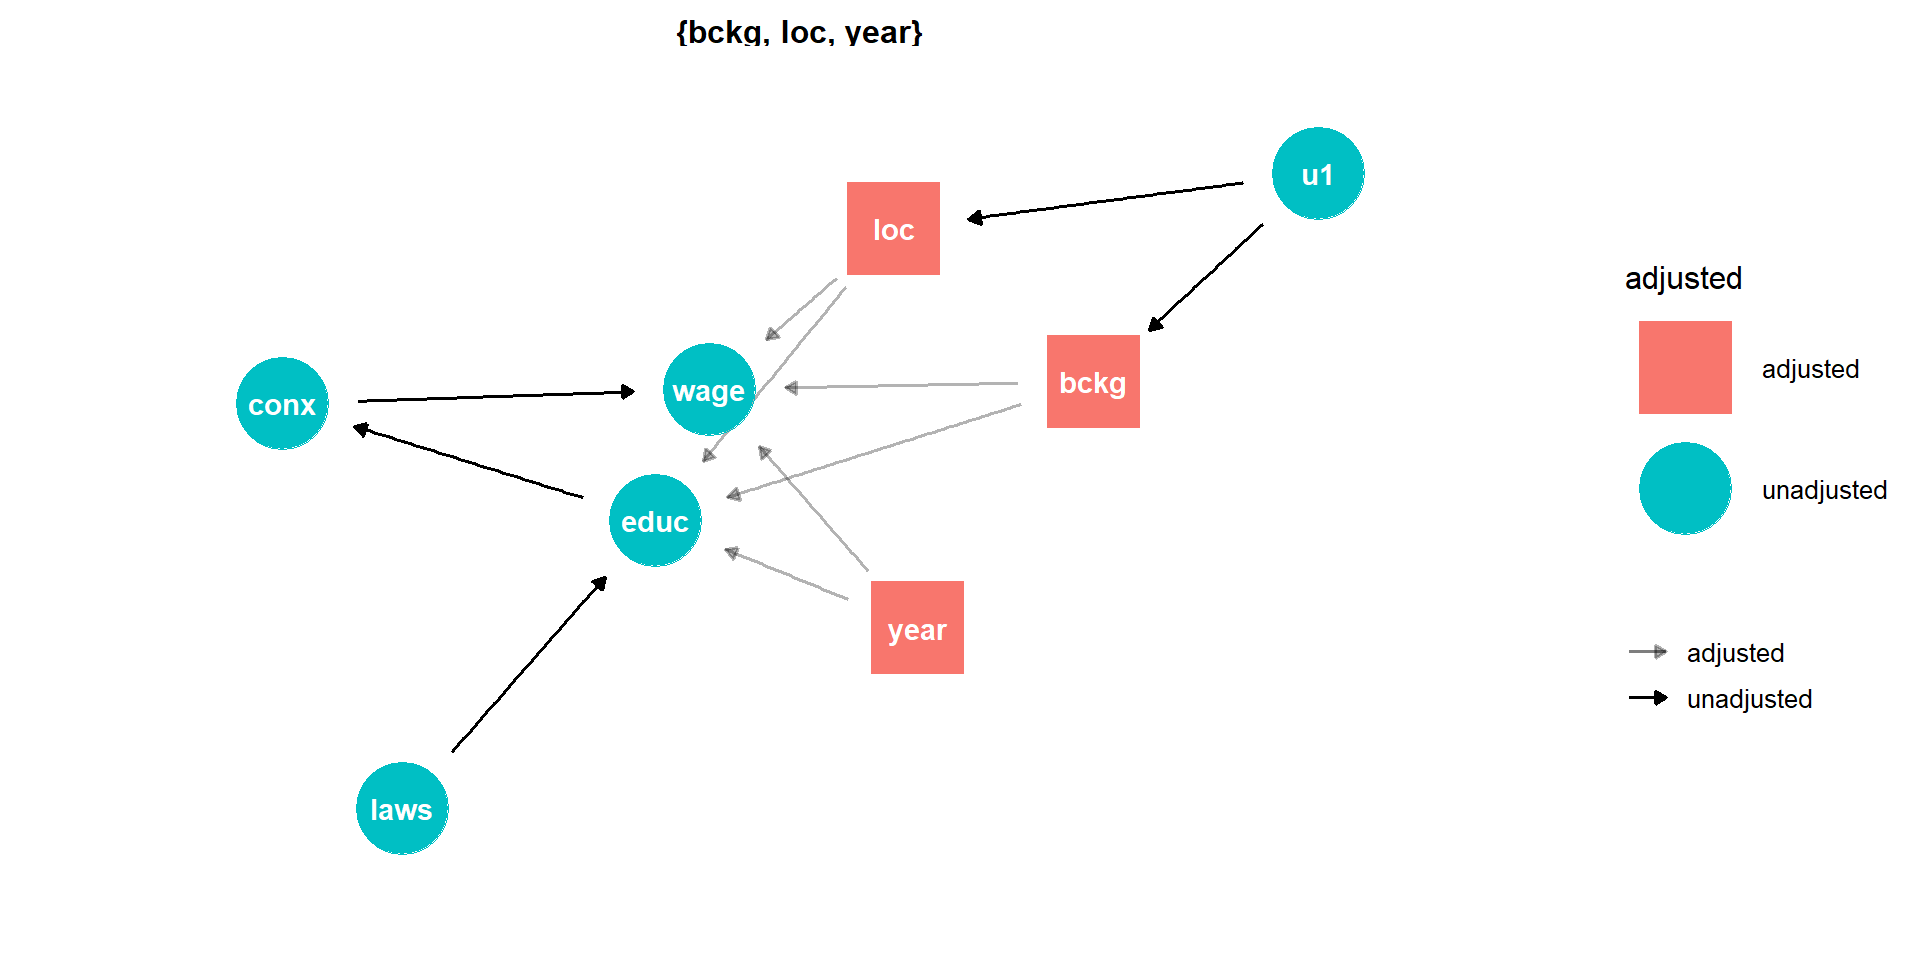 {bckg, loc, year}
u1
loc
bckg
wage
conx
educ
year
laws
adjusted
adjusted
unadjusted
adjusted
unadjusted